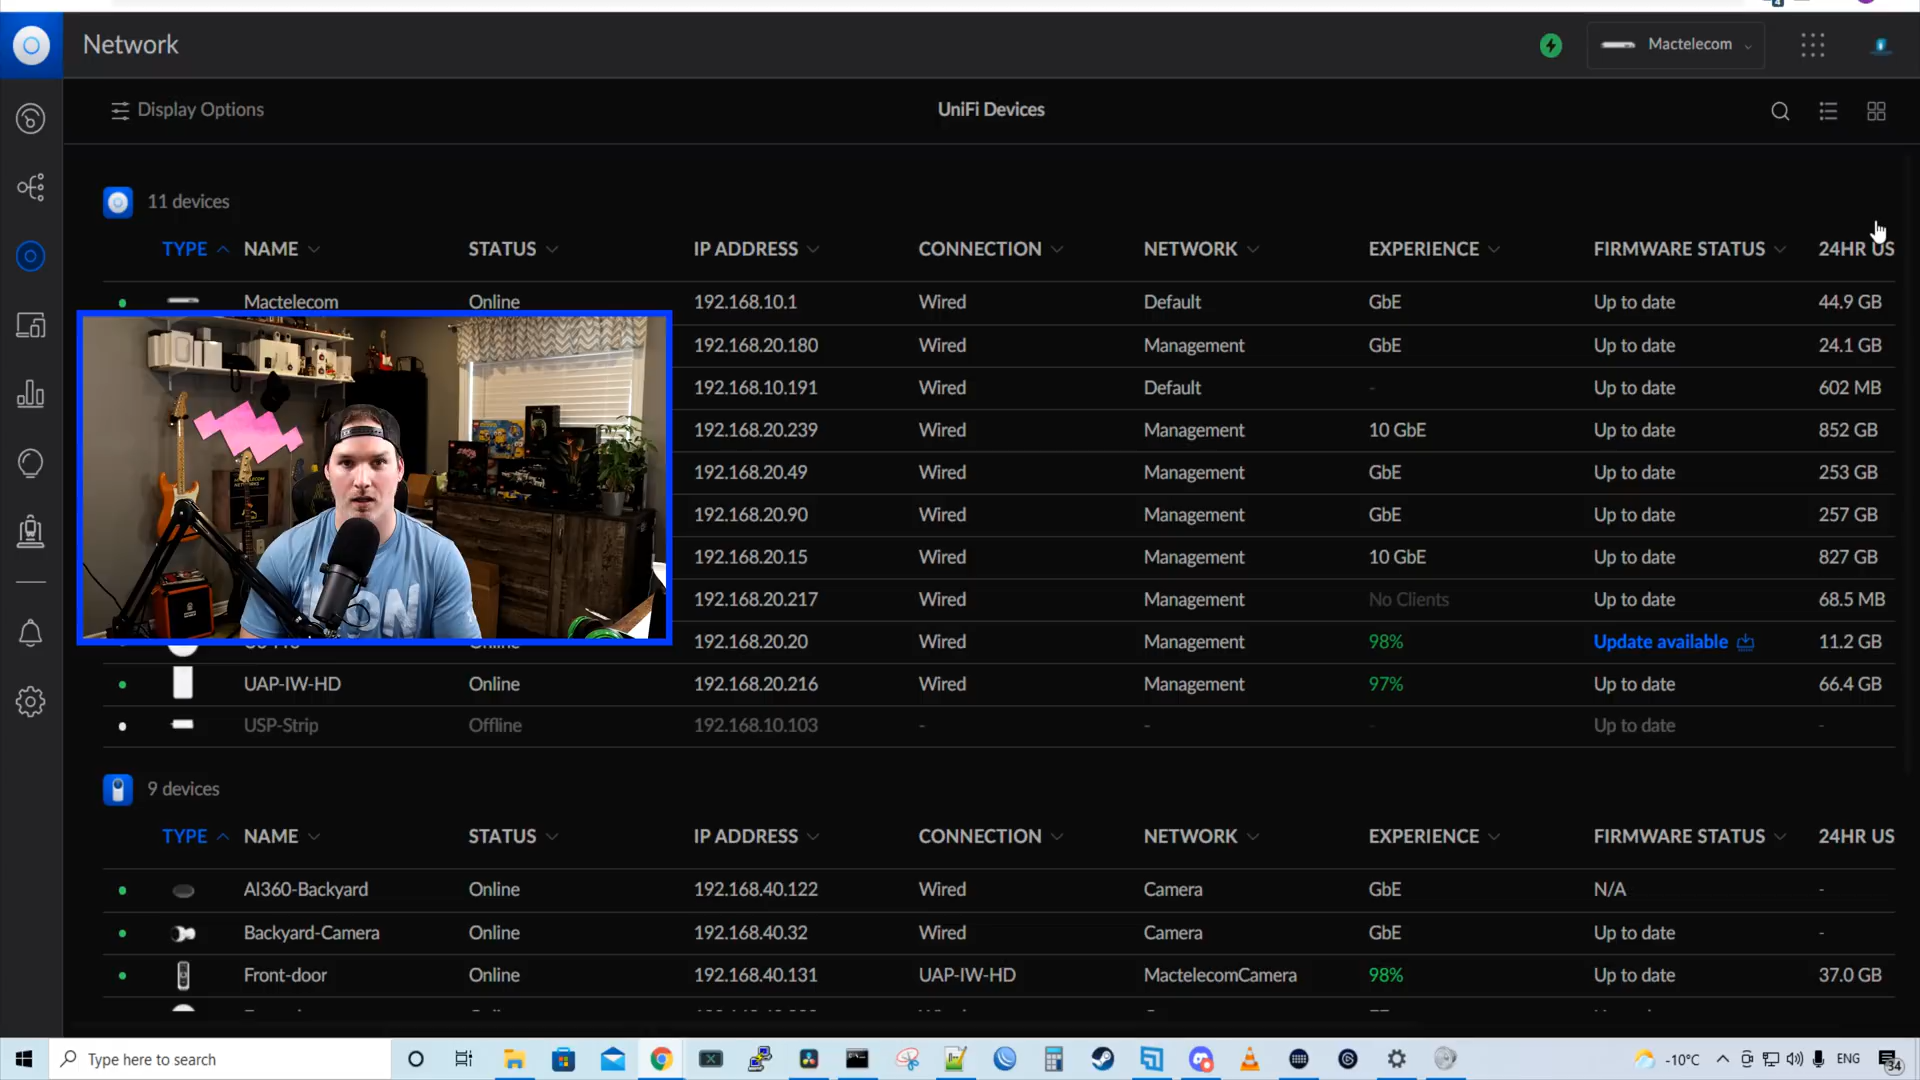 4
Network
Mactelecom
Display Options
UniFi Devices
11 devices
TYPE NAME STATUS IP ADDRESS CONNECTION NETWORK EXPERIENCE FIRMWARE STATUS 24HR US
Mactelecom Online 192.168.10.1 Wired Default GbE Up to date 44.9 GB
192.168.20.180 Wired Management GbE Up to date 24.1 GB
192.168.10.191 Wired Default - Up to date 602 MB
192.168.20.239 Wired Management 10 GbE Up to date 852 GB
192.168.20.49 Wired Management GbE Up to date 253 GB
192.168.20.90 Wired Management GbE Up to date 257 GB
192.168.20.15 Wired Management 10 GbE Up to date 827 GB
192.168.20.217 Wired Management No Clients Up to date 68.5 MB
192.168.20.20 Wired Management 98% Update available 11.2 GB
UAP-IW-HD Online 192.168.20.216 Wired Management 97% Up to date 66.4 GB
USP-Strip Offline 192.168.10.103 - - - Up to date -
9 devices
TYPE NAME STATUS IP ADDRESS CONNECTION NETWORK EXPERIENCE FIRMWARE STATUS 24HR US
AI360-Backyard Online 192.168.40.122 Wired Camera GbE N/A -
Backyard-Camera Online 192.168.40.32 Wired Camera GbE Up to date -
Front-door Online 192.168.40.131 UAP-IW-HD MactelecomCamera 98% Up to date 37.0 GB
Type here to search
-10°C ENG 34